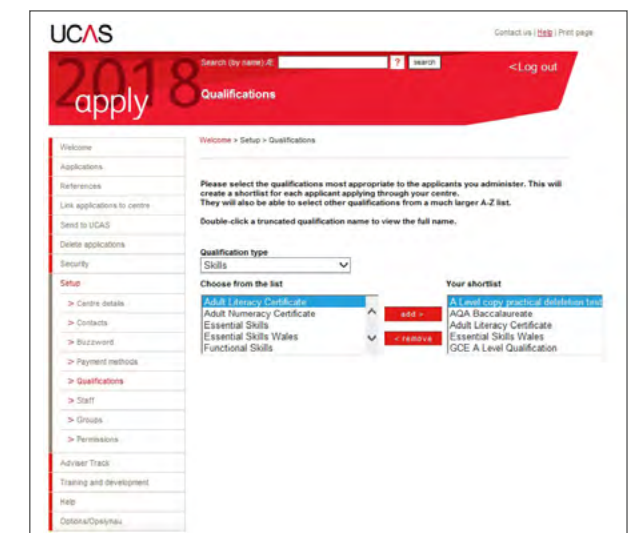 UCAS
Contact us | Help | Print page
2018
apply
Search (by name) Æ
?
search
<Log out
Qualifications
Welcome > Setup > Qualifications
Welcome
Applications
References
Link applications to centre
Send to UCAS
Delete applications
Security
Setup
> Centre details
> Contacts
> Buzzword
> Payment methods
> Qualifications
> Staff
> Groups
> Permissions
Adviser Track
Training and development
Help
Options/Opsiynau
Please select the qualifications most appropriate to the applicants you administer. This will
create a shortlist for each applicant applying through your centre.
They will also be able to select other qualifications from a much larger A-Z list.
Double-click a truncated qualification name to view the full name.
Qualification type
Skills
Choose from the list
Adult Literacy Certificate
Adult Numeracy Certificate
Essential Skills
Essential Skills Wales
Functional Skills
add >
< remove
Your shortlist
A Level copy practical deletetion test
AQA Baccalaureate
Adult Literacy Certificate
Essential Skills Wales
GCE A Level Qualification